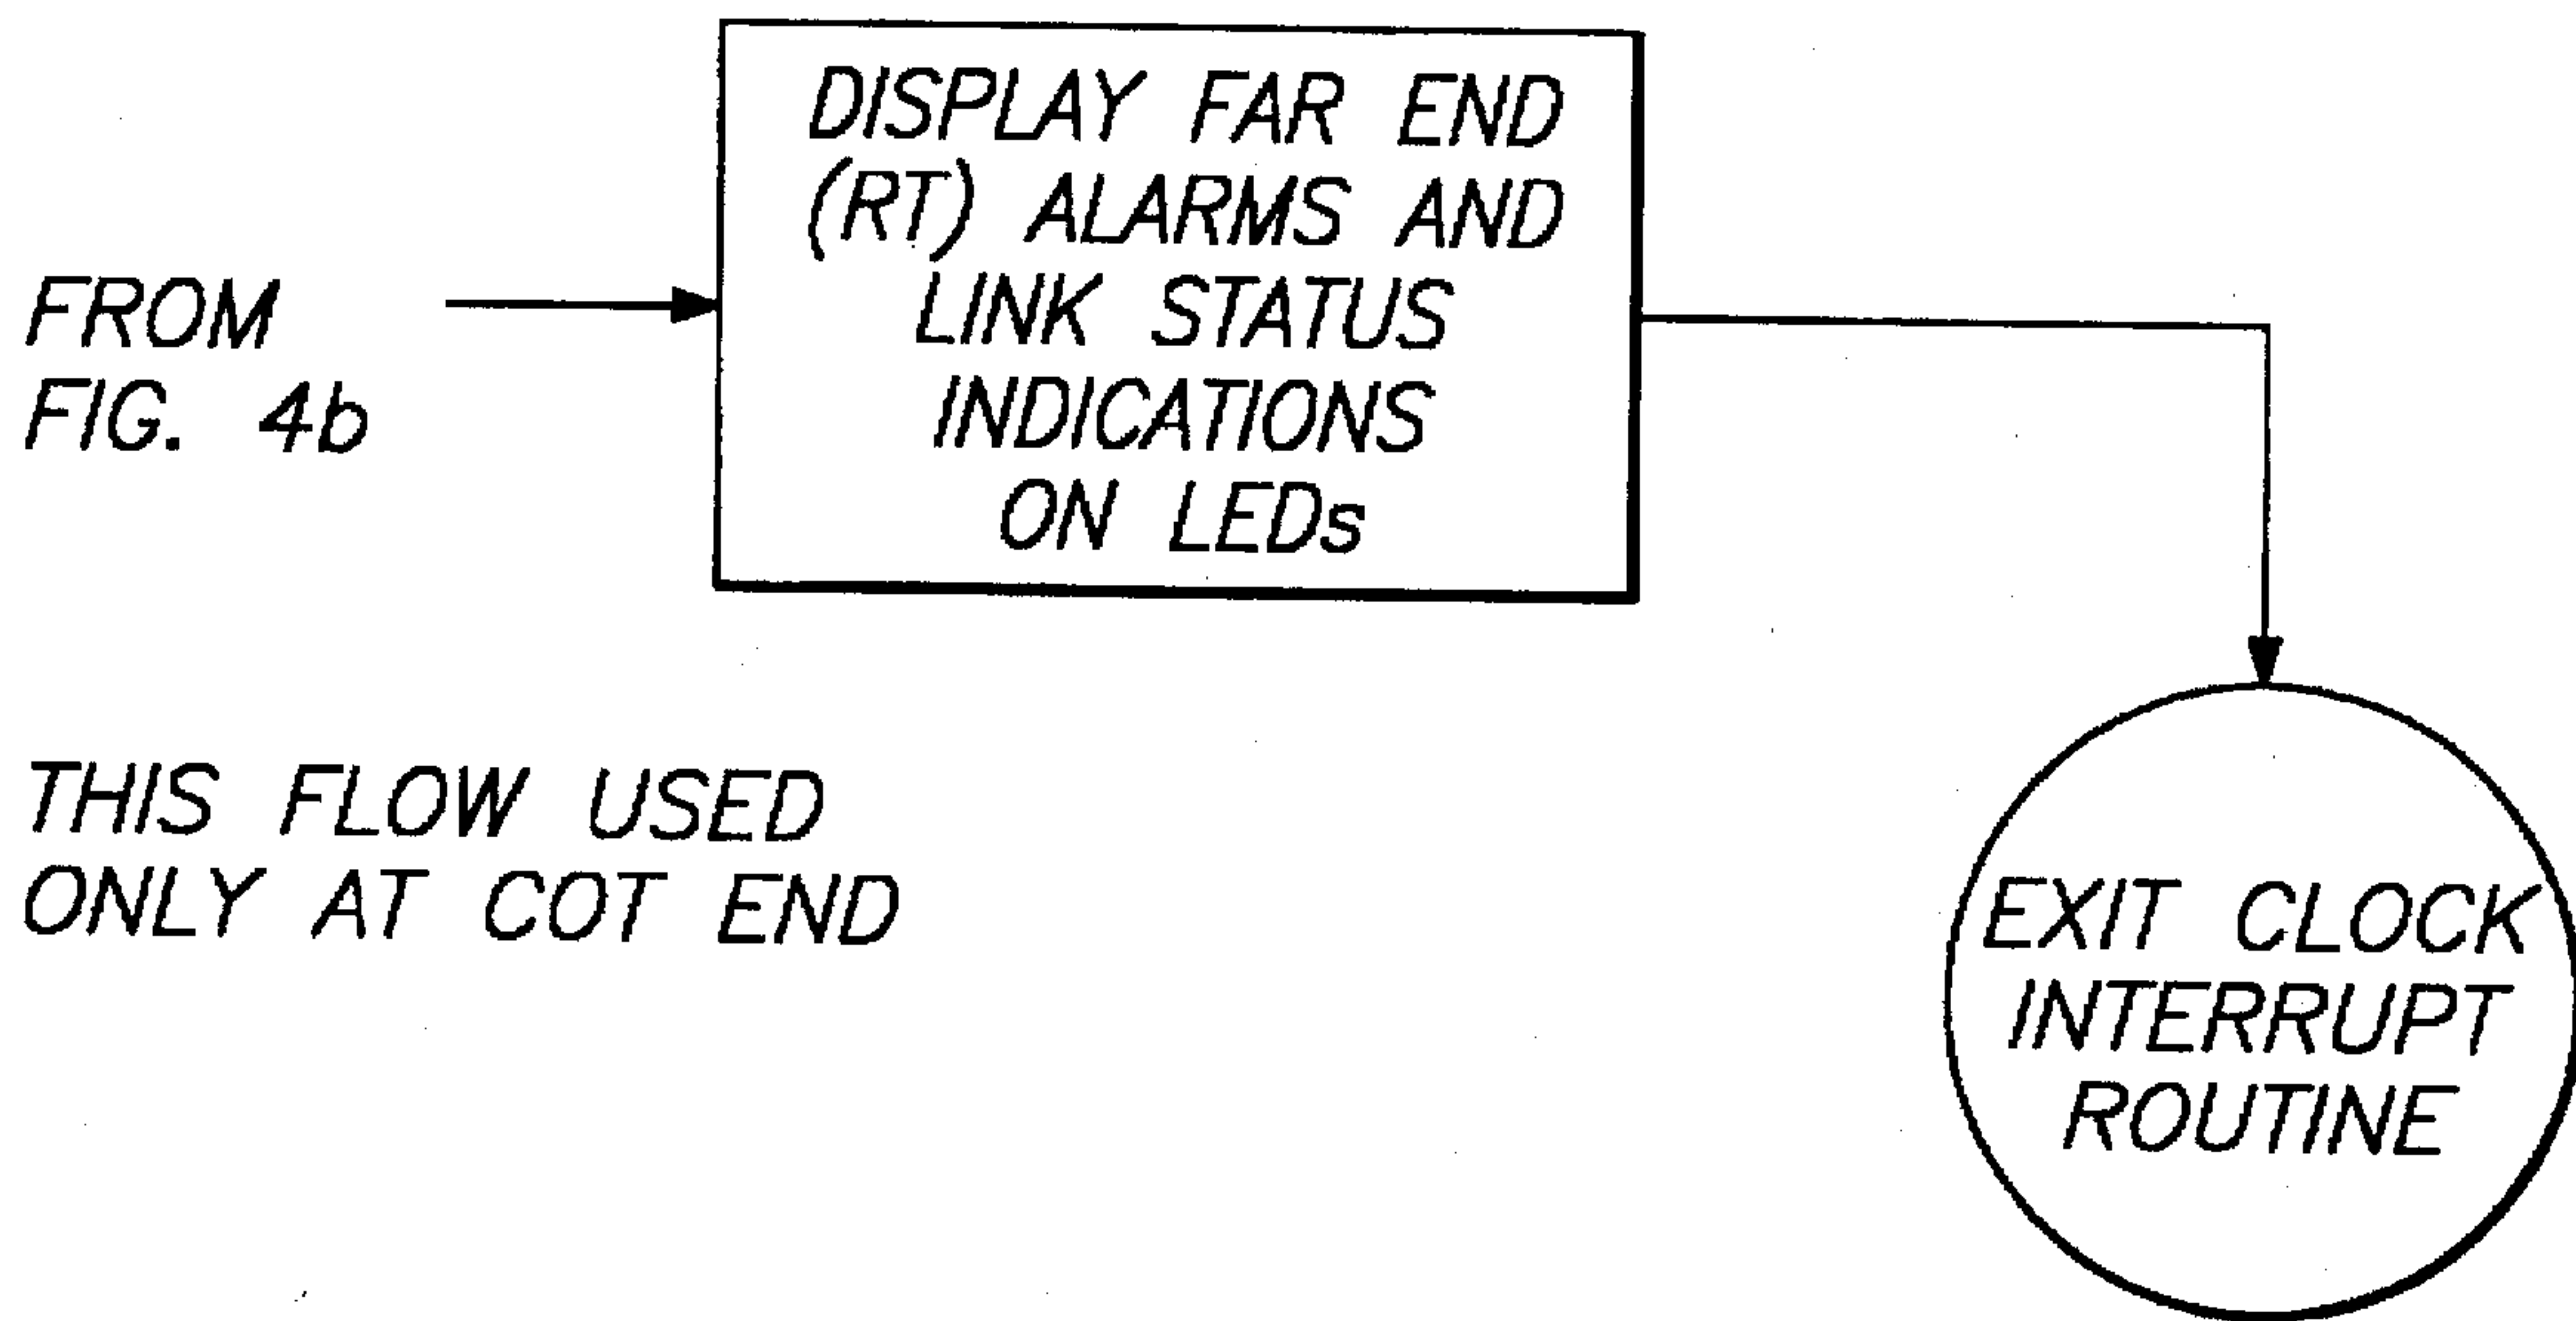 FROM
FIG. 4b
DISPLAY FAR END
(RT) ALARMS AND
LINK STATUS
INDICATIONS
ON LEDs
THIS FLOW USED
ONLY AT COT END
EXIT CLOCK
INTERRUPT
ROUTINE